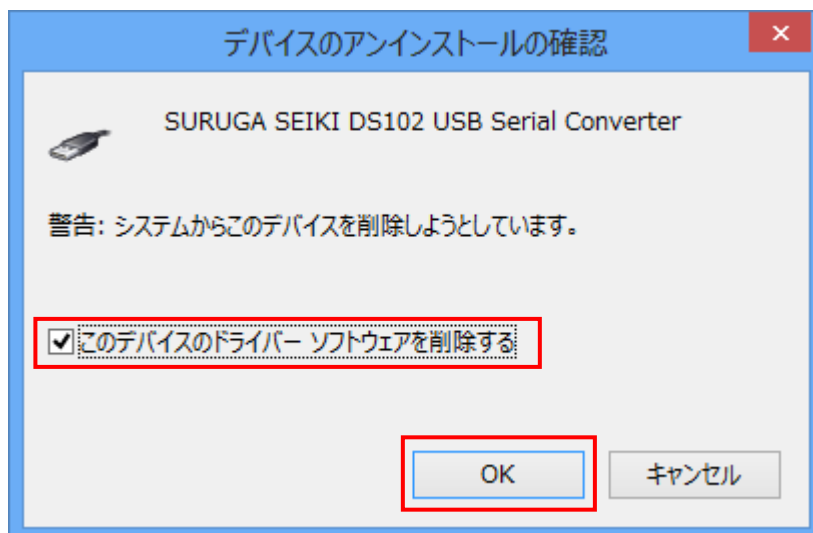 デバイスのアンインストールの確認
SURUGA SEIKI DS102 USB Serial Converter
警告: システムからこのデバイスを削除しようとしています。
このデバイスのドライバー ソフトウェアを削除する
OK
キャンセル